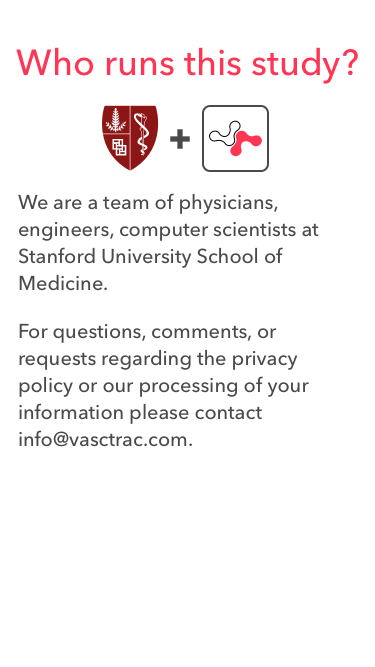 Who runs this study?
We are a team of physicians,
engineers, computer scientists at
Stanford University School of
Medicine.
For questions, comments, or
requests regarding the privacy
policy or our processing of your
information please contact
info@vasctrac.com.